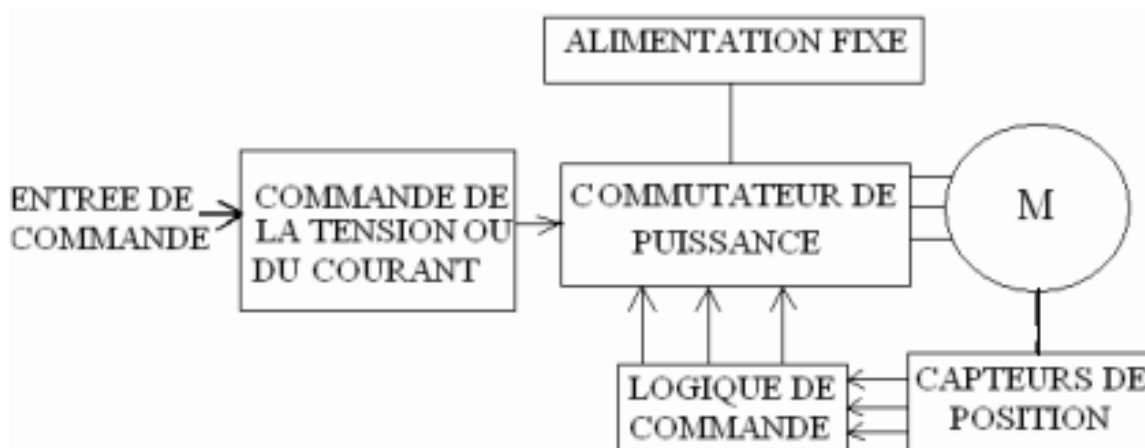 ALIMENTATION FIXE
ENTREE DE
COMMANDE
COMMANDE DE
LA TENSION OU
DU COURANT
COMMUTATEUR DE
PUISSANCE
M
LOGIQUE DE
COMMANDE
CAPTEURS DE
POSITION